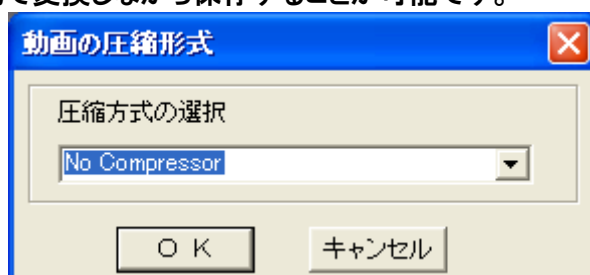 変換しながら保存することが可能です。
動画の圧縮形式
圧縮方式の選択
No Compressor
ＯＫ
キャンセル